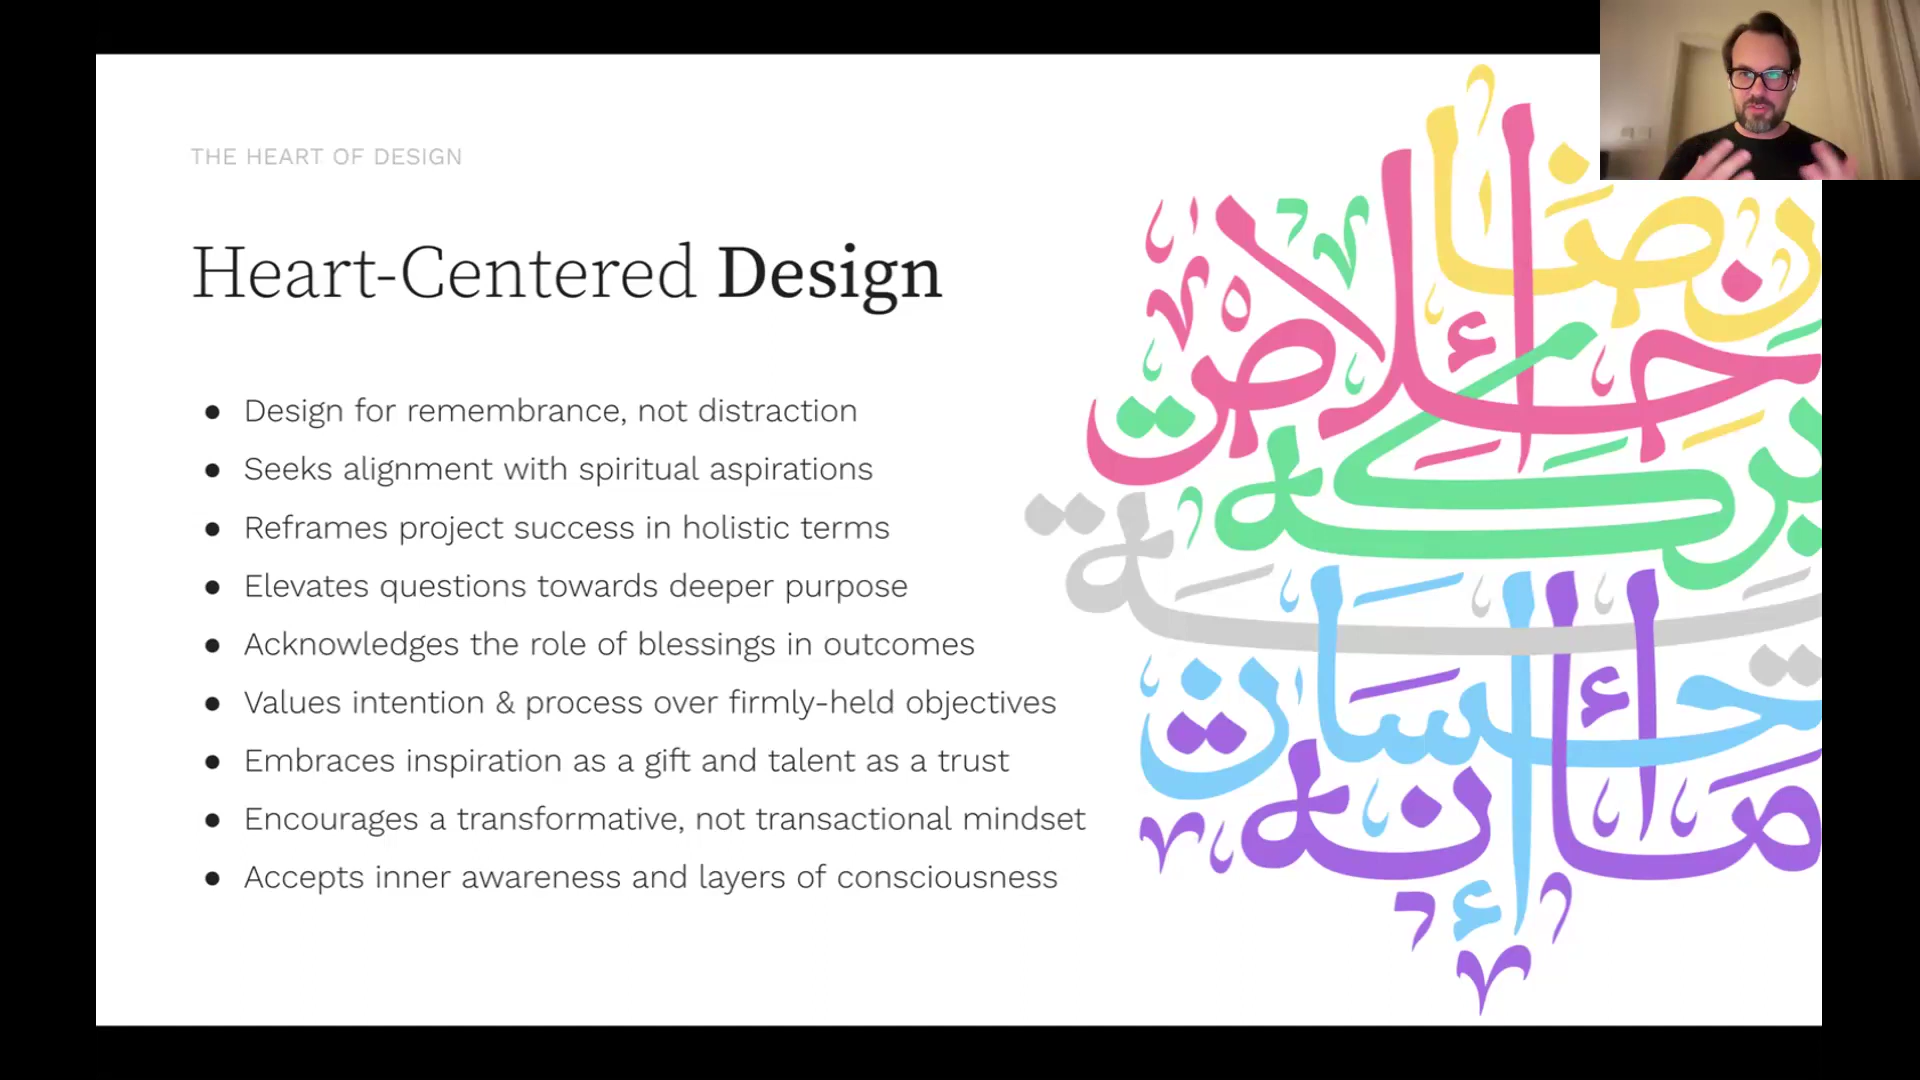 THE HEART OF DESIGN
Heart-Centered Design
● Design for remembrance, not distraction
● Seeks alignment with spiritual aspirations
● Reframes project success in holistic terms
● Elevates questions towards deeper purpose
● Acknowledges the role of blessings in outcomes
● Values intention & process over firmly-held objectives
● Embraces inspiration as a gift and talent as a trust
● Encourages a transformative, not transactional mindset
● Accepts inner awareness and layers of consciousness